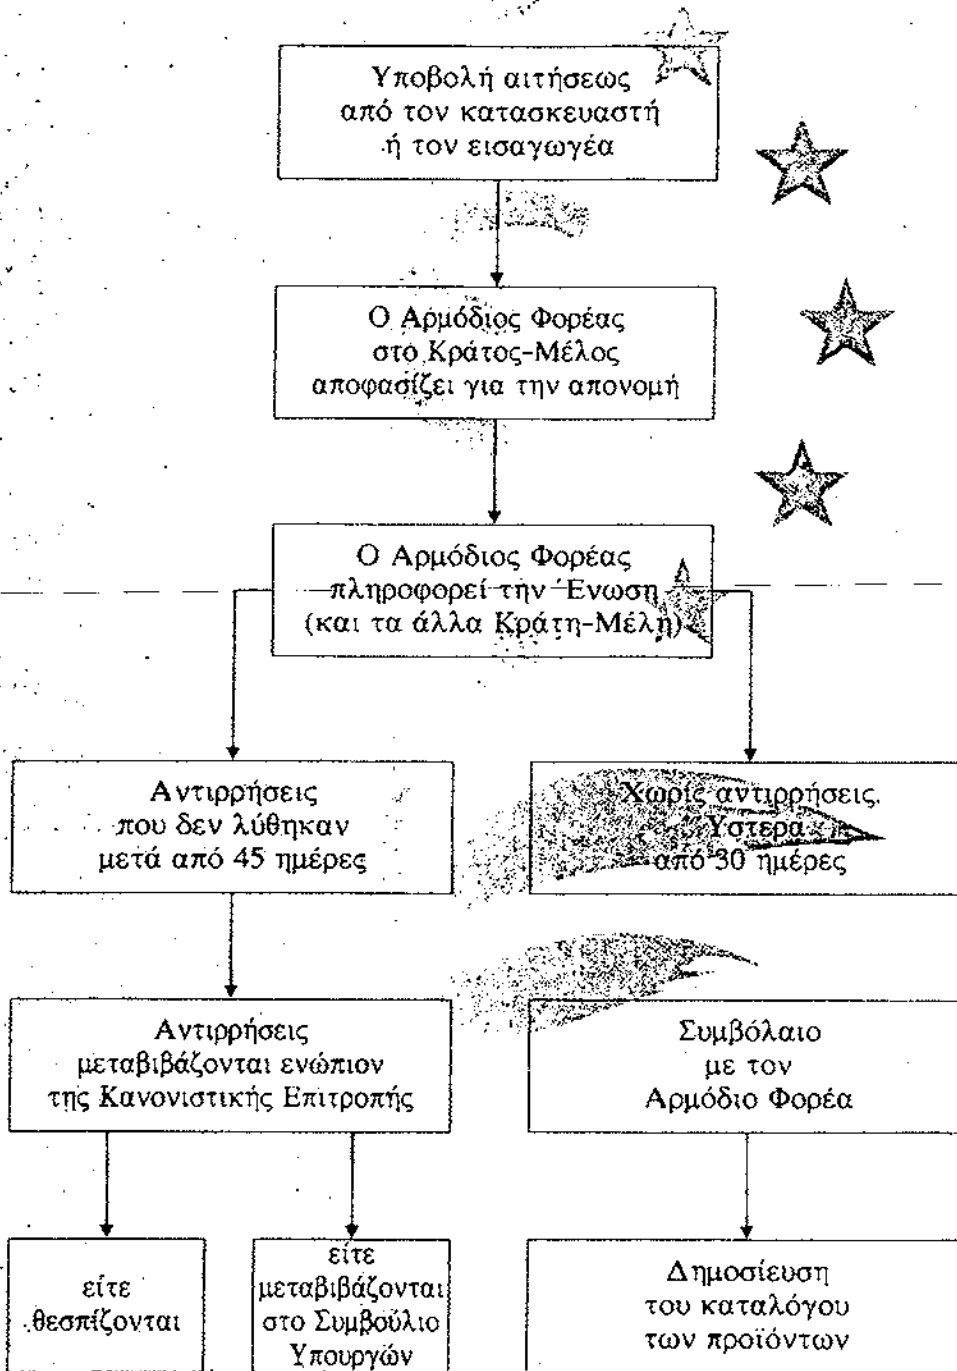 Υποβολή αιτήσεως
από τον κατασκευαστή
ή τον εισαγωγέα
Ο Αρμόδιος Φορέας
στο Κράτος-Μέλος
αποφασίζει για την απονομή
Ο Αρμόδιος Φορέας
πληροφορεί την Ένωση
(και τα άλλα Κράτη-Μέλη)
Αντιρρήσεις
που δεν λύθηκαν
μετά από 45 ημέρες
Χωρίς αντιρρήσεις.
Ύστερα
από 30 ημέρες
Αντιρρήσεις
μεταβιβάζονται ενώπιον
της Κανονιστικής Επιτροπής
Συμβόλαιο
με τον
Αρμόδιο Φορέα
είτε
θεσπίζονται
είτε
μεταβιβάζονται
στο Συμβούλιο
Υπουργών
Δημοσίευση
του καταλόγου
των προϊόντων